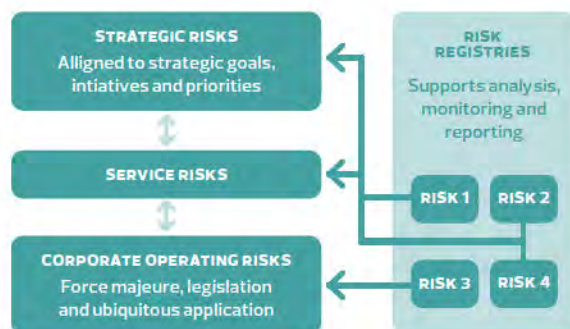 STRATEGIC RISKS
Alligned to strategic goals,
intiatives and priorities
SERVICE RISKS
CORPORATE OPERATING RISKS
Force majeure, legislation
and ubiquitous application
RISK
REGISTRIES
Supports analysis,
monitoring and
reporting
RISK 1
RISK 2
RISK 3
RISK 4